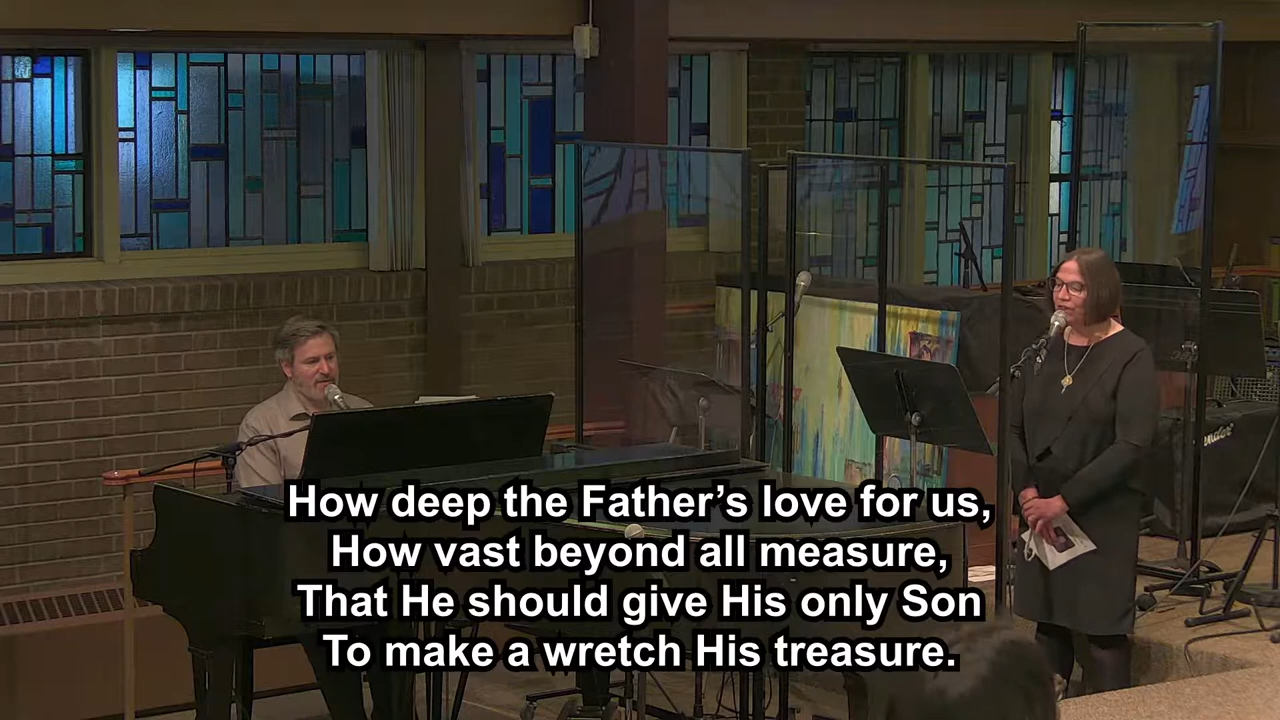 How deep the Father’s love for us,
How vast beyond all measure,
That He should give His only Son
To make a wretch His treasure.